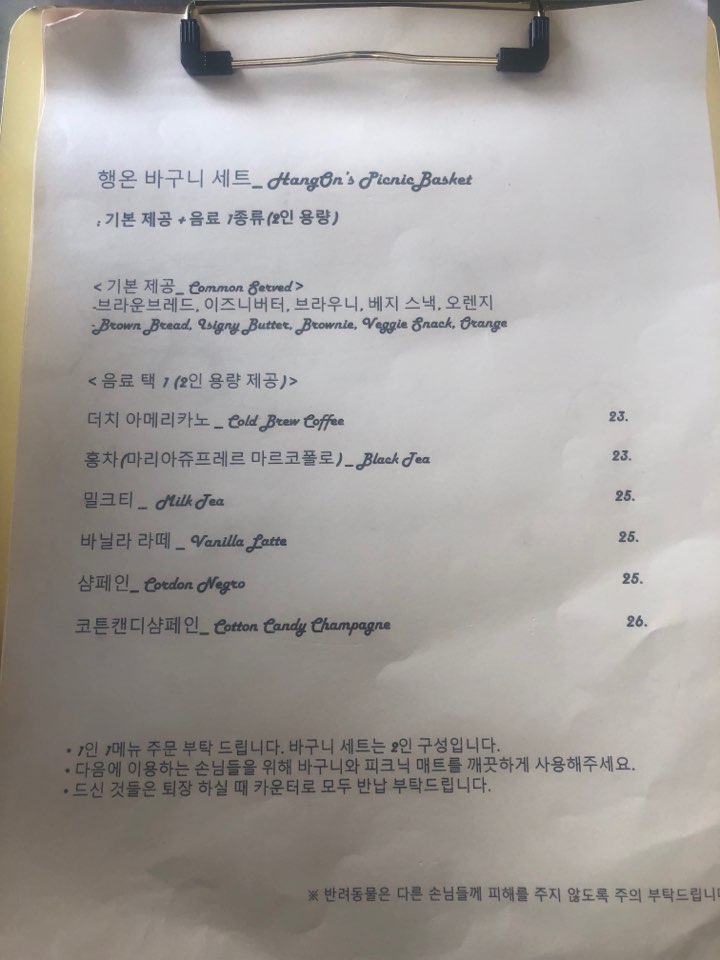 행온 바구니 세트_ HangOn's Picnic Basket
: 기본 제공 + 음료 1종류(2인 용량)
< 기본 제공_ Common Served >
-브라운브레드, 이즈니버터, 브라우니, 베지 스낵, 오렌지
-Brown Bread, Isigny Butter, Brownie, Veggie Snack, Orange
< 음료 택 1 (2인 용량 제공) >
더치 아메리카노 _ Cold Brew Coffee 23.
홍차(마리아쥬프레르 마르코폴로) _ Black Tea 23.
밀크티 _ Milk Tea 25.
바닐라 라떼 _ Vanilla Latte 25.
샴페인_ Cordon Negro 25.
코튼캔디샴페인_ Cotton Candy Champagne 26.
• 1인 1메뉴 주문 부탁 드립니다. 바구니 세트는 2인 구성입니다.
• 다음에 이용하는 손님들을 위해 바구니와 피크닉 매트를 깨끗하게 사용해주세요.
• 드신 것들은 퇴장 하실 때 카운터로 모두 반납 부탁드립니다.
※ 반려동물은 다른 손님들께 피해를 주지 않도록 주의 부탁드립니